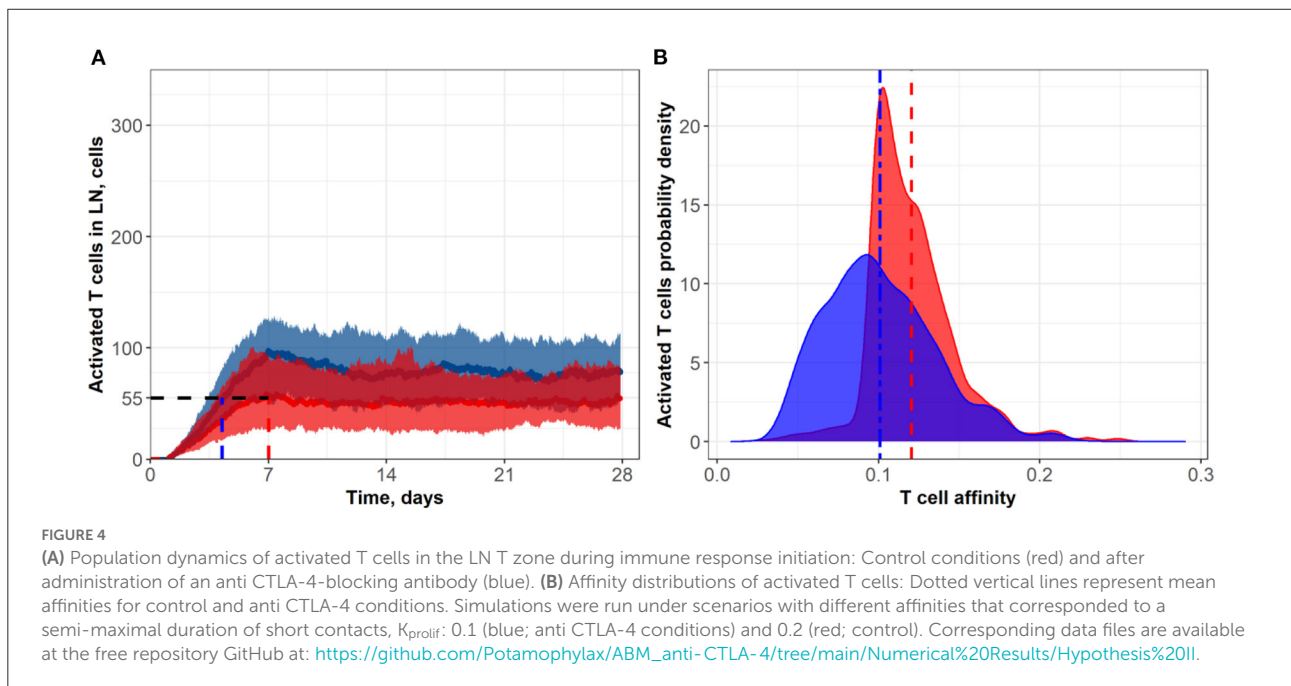 A
Activated T cells in LN, cells
300
200
100
55
0
0 7 14 21 28
Time, days
B
Activated T cells probability density
20
15
10
5
0
0.0 0.1 0.2 0.3
T cell affinity
FIGURE 4
(A) Population dynamics of activated T cells in the LN T zone during immune response initiation: Control conditions (red) and after
administration of an anti CTLA-4-blocking antibody (blue). (B) Affinity distributions of activated T cells: Dotted vertical lines represent mean
affinities for control and anti CTLA-4 conditions. Simulations were run under scenarios with different affinities that corresponded to a
semi-maximal duration of short contacts, Kprolif: 0.1 (blue; anti CTLA-4 conditions) and 0.2 (red; control). Corresponding data files are available
at the free repository GitHub at: https://github.com/Potamophylax/ABM_anti-CTLA-4/tree/main/Numerical%20Results/Hypothesis%20II.